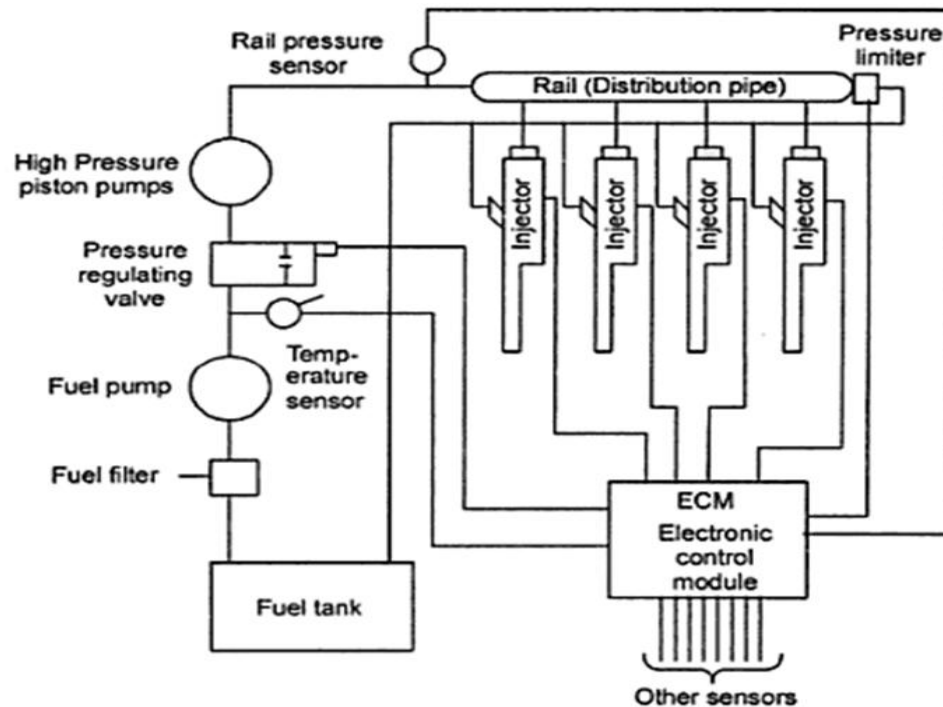 Rail pressure
sensor
Pressure
limiter
Rail (Distribution pipe)
High Pressure
piston pumps
Injector
Injector
Injector
Injector
Pressure
regulating
valve
Temp-
erature
sensor
Fuel pump
Fuel filter
ECM
Electronic
control
module
Fuel tank
Other sensors